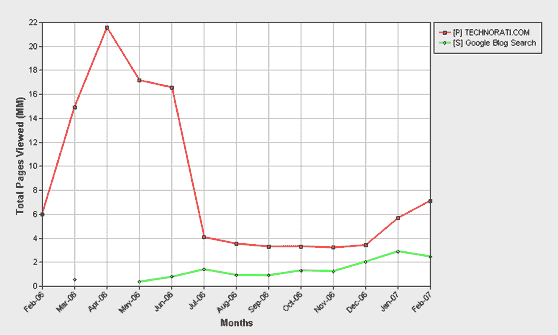 22
20
18
16
14
12
10
8
6
4
2
0
Total Pages Viewed (MM)
Feb-06
Mar-06
Apr-06
May-06
Jun-06
Jul-06
Aug-06
Sep-06
Oct-06
Nov-06
Dec-06
Jan-07
Feb-07
Months
[P] TECHNORATI.COM
[S] Google Blog Search